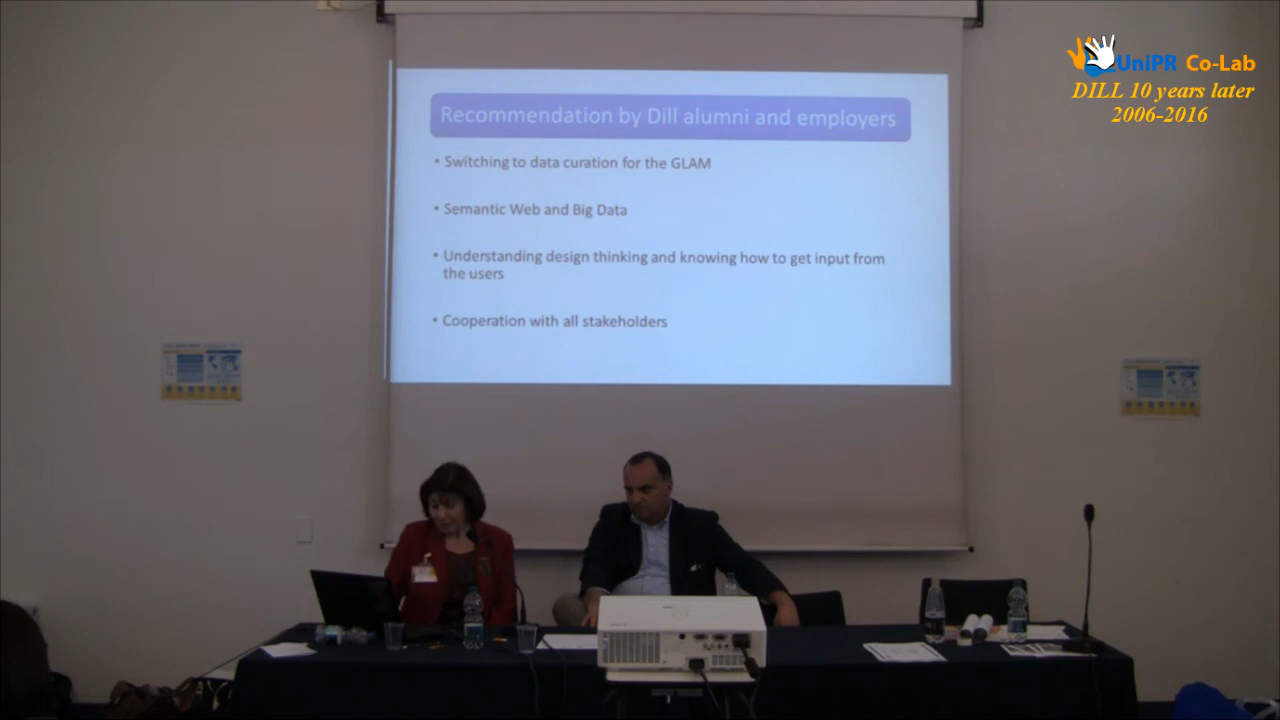 UniPR Co-Lab
DILL 10 years later
2006-2016
Recommendation by Dill alumni and employers
• Switching to data curation for the GLAM
• Semantic Web and Big Data
• Understanding design thinking and knowing how to get input from
the users
• Cooperation with all stakeholders